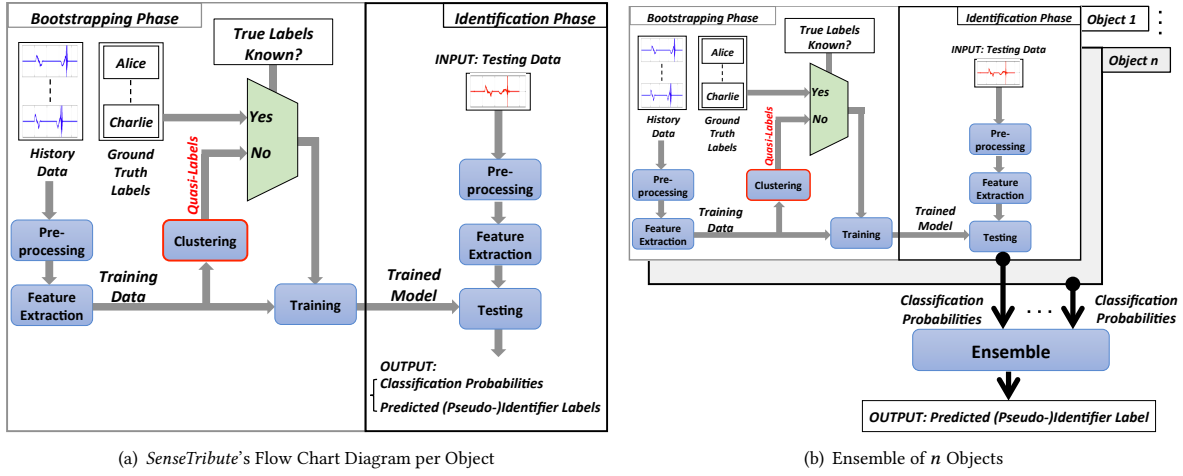 Bootstrapping Phase
Identification Phase
True Labels
Known?
Alice
Charlie
History
Data
Ground
Truth
Labels
Yes
No
Quasi-Labels
Pre-
processing
Clustering
Feature
Extraction
Training
Data
Training
Trained
Model
INPUT: Testing Data
Pre-
processing
Feature
Extraction
Testing
OUTPUT:
Classification Probabilities
Predicted (Pseudo-)Identifier Labels
(a) SenseTribute's Flow Chart Diagram per Object
Bootstrapping Phase
Identification Phase
Object 1
Object n
True Labels
Known?
Alice
Charlie
History
Data
Ground
Truth
Labels
Yes
No
Quasi-Labels
Pre-
processing
Clustering
Feature
Extraction
Training
Data
Training
Trained
Model
INPUT: Testing Data
Pre-
processing
Feature
Extraction
Testing
Classification
Probabilities
. . .
Classification
Probabilities
Ensemble
OUTPUT: Predicted (Pseudo-)Identifier Label
(b) Ensemble of n Objects